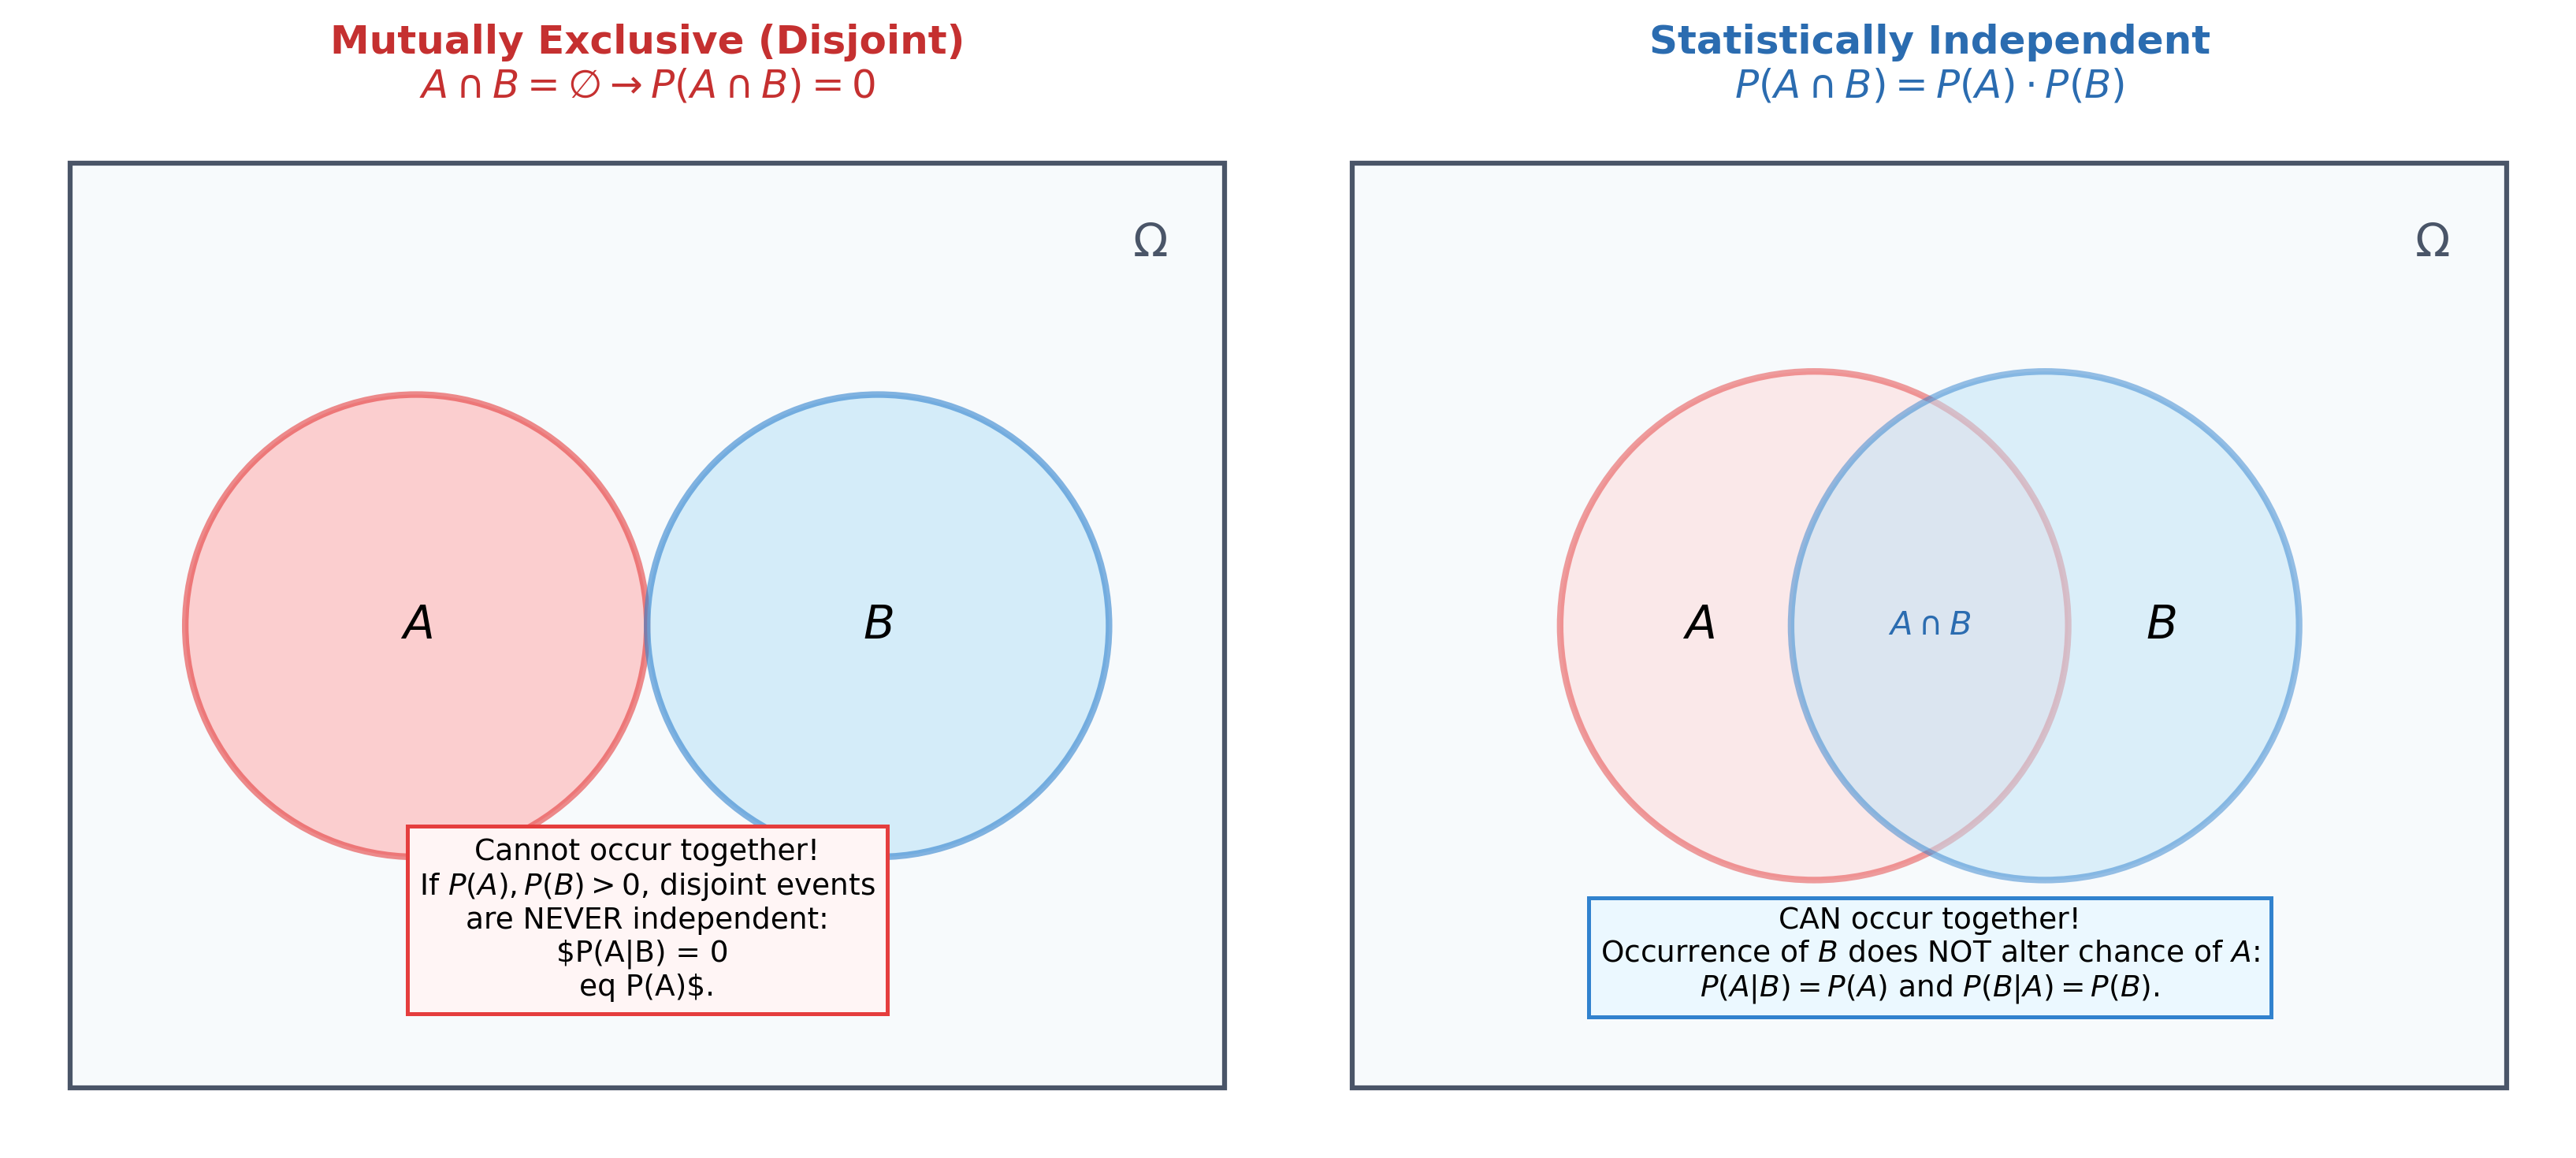 Mutually Exclusive (Disjoint)
A ∩ B = ∅ → P(A ∩ B) = 0
Ω
A
B
Cannot occur together!
If P(A), P(B) > 0, disjoint events
are NEVER independent:
$P(A|B) = 0
eq P(A)$.
Statistically Independent
P(A ∩ B) = P(A) · P(B)
Ω
A
A ∩ B
B
CAN occur together!
Occurrence of B does NOT alter chance of A:
P(A|B) = P(A) and P(B|A) = P(B).